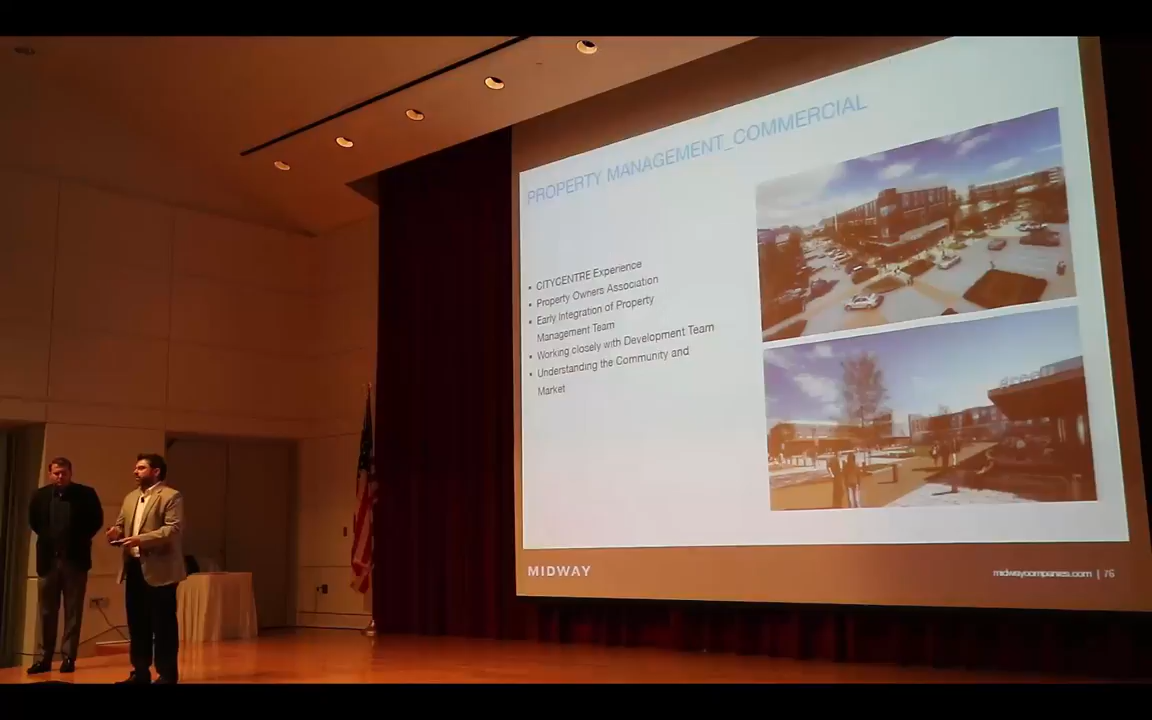 PROPERTY MANAGEMENT_COMMERCIAL
• CITYCENTRE Experience
• Property Owners Association
• Early Integration of Property
Management Team
• Working closely with Development Team
• Understanding the Community and
Market
MIDWAY
midwaycompanies.com | 76